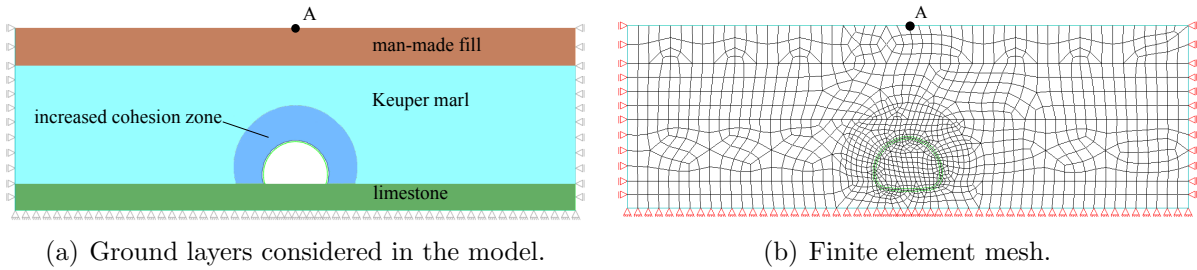 A
man-made fill
Keuper marl
increased cohesion zone
limestone
(a) Ground layers considered in the model.
A
(b) Finite element mesh.